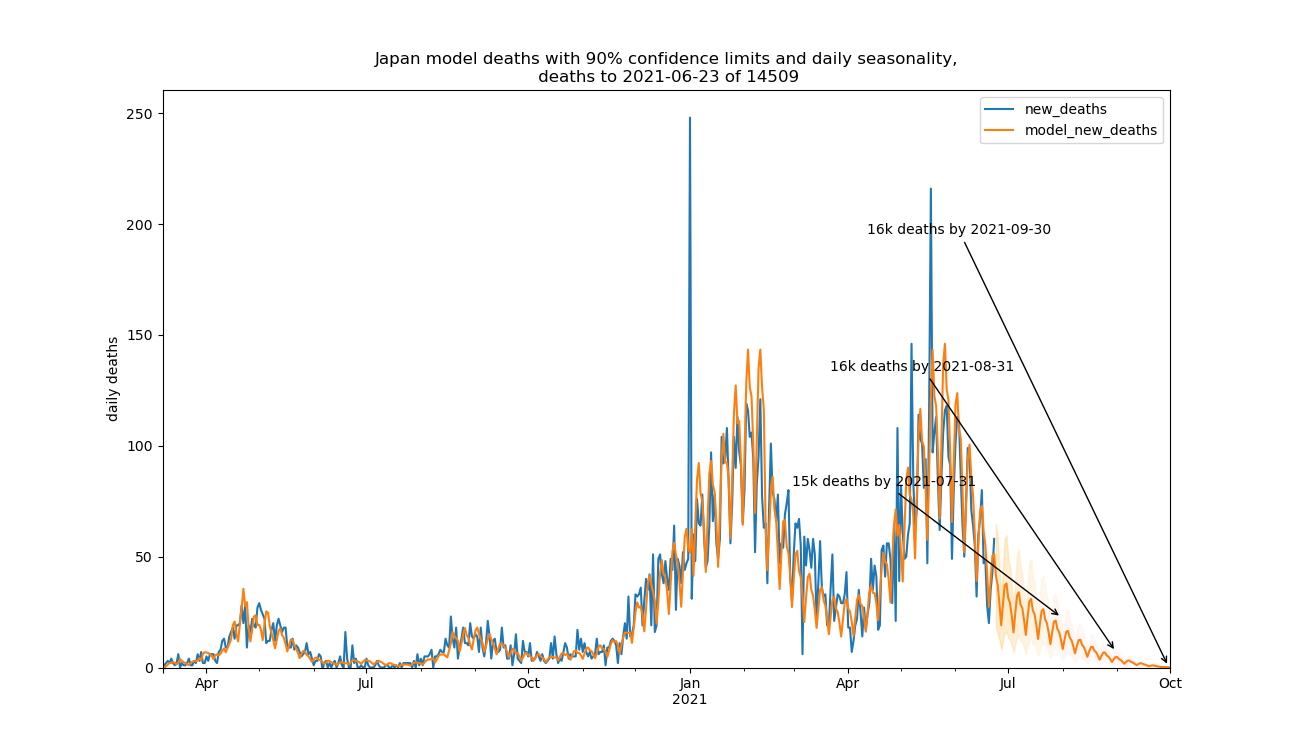 Japan model deaths with 90% confidence limits and daily seasonality,
deaths to 2021-06-23 of 14509
250
200
150
100
50
0
daily deaths
new_deaths
model_new_deaths
16k deaths by 2021-09-30
16k deaths by 2021-08-31
15k deaths by 2021-07-31
Apr
Jul
Oct
Jan
2021
Apr
Jul
Oct